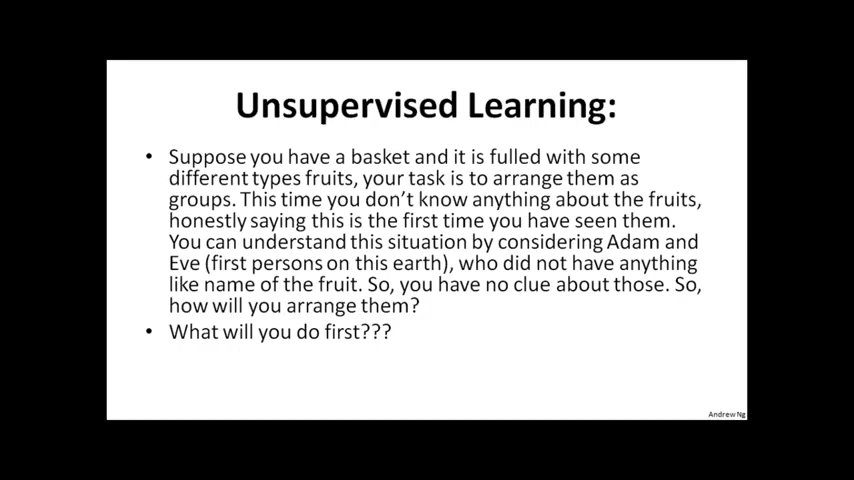 Unsupervised Learning:
• Suppose you have a basket and it is fulled with some
different types fruits, your task is to arrange them as
groups. This time you don't know anything about the fruits,
honestly saying this is the first time you have seen them.
You can understand this situation by considering Adam and
Eve (first persons on this earth), who did not have anything
like name of the fruit. So, you have no clue about those. So,
how will you arrange them?
• What will you do first???
Andrew Ng